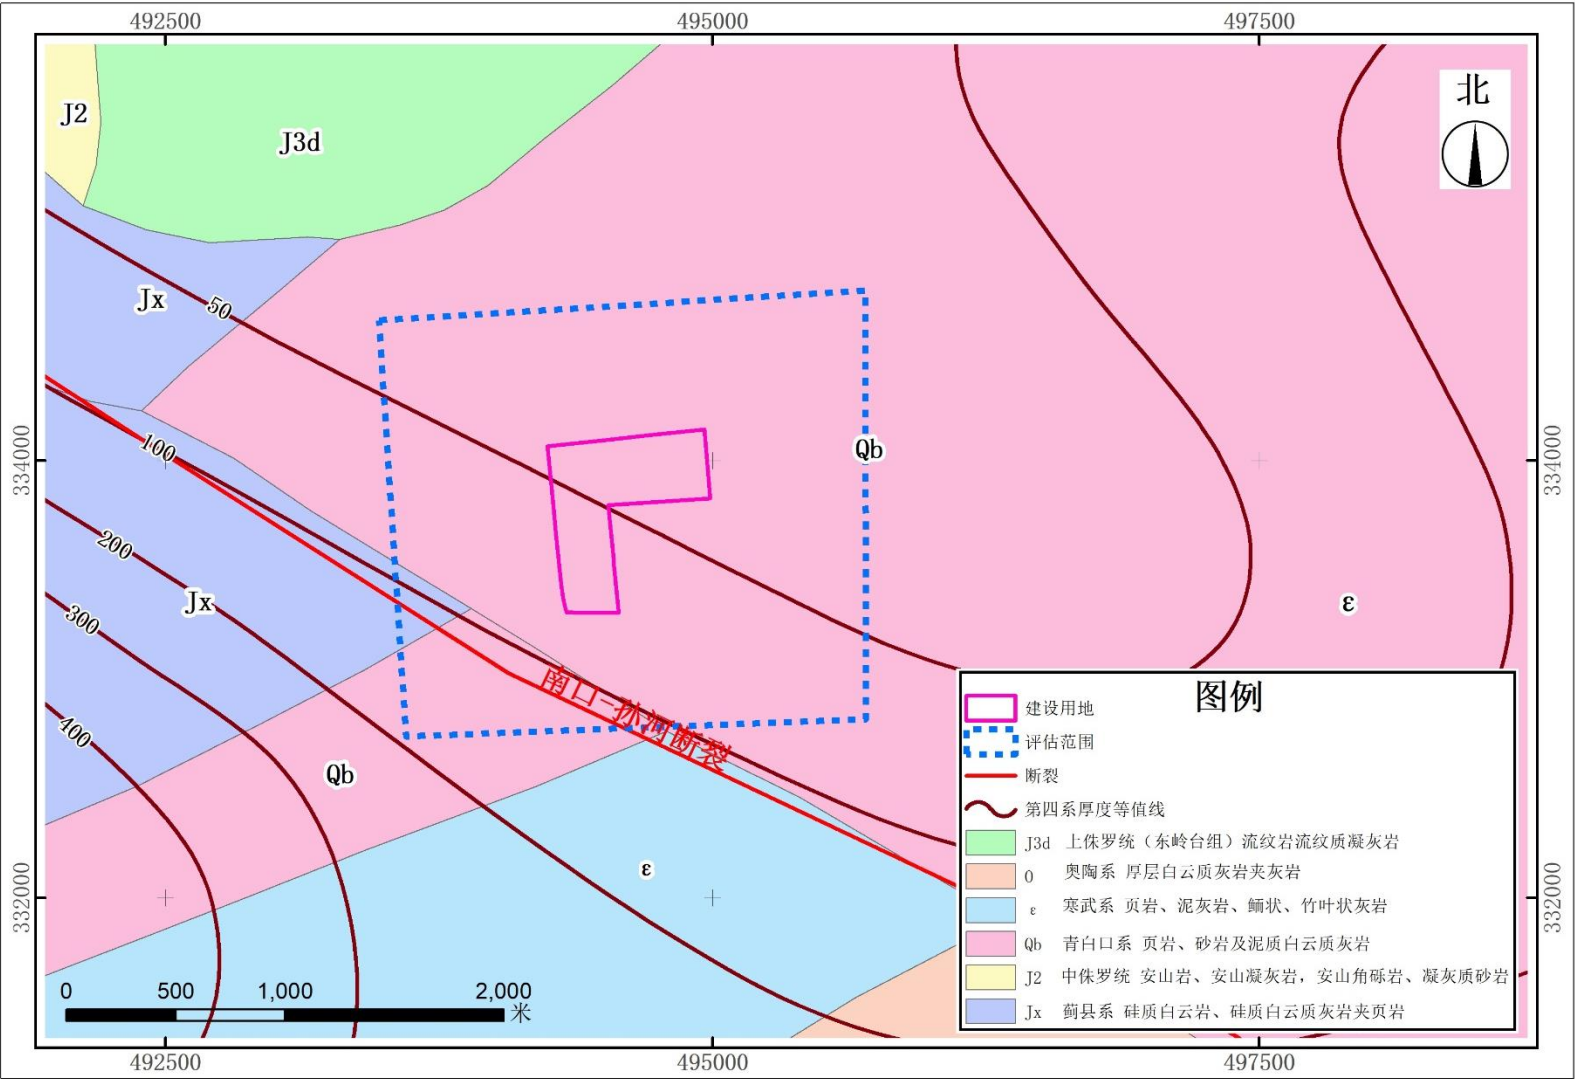 492500
495000
497500
北
J2
J3d
Jx
50
334000
334000
100
Qb
200
Jx
ε
300
南口-孙河断裂
400
Qb
ε
332000
332000
图例
建设用地
评估范围
断裂
第四系厚度等值线
J3d 上侏罗统（东岭台组）流纹岩流纹质凝灰岩
O 奥陶系 厚层白云质灰岩夹灰岩
ε 寒武系 页岩、泥灰岩、鲕状、竹叶状灰岩
Qb 青白口系 页岩、砂岩及泥质白云质灰岩
J2 中侏罗统 安山岩、安山凝灰岩，安山角砾岩、凝灰质砂岩
Jx 蓟县系 硅质白云岩、硅质白云质灰岩夹页岩
0 500 1,000 2,000
米
492500
495000
497500